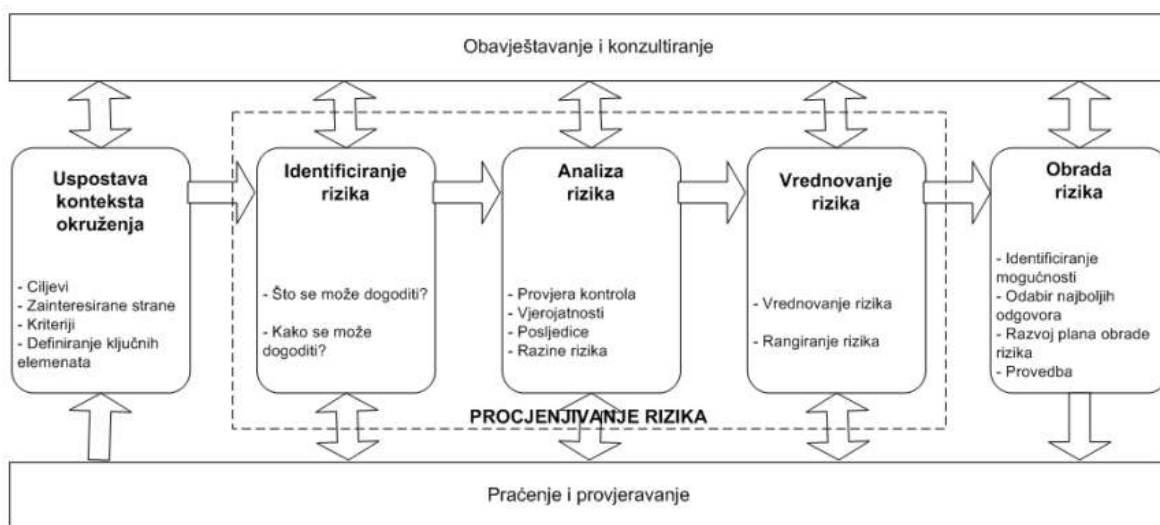 Obavještavanje i konzultiranje
Uspostava
konteksta
okruženja
- Ciljevi
- Zainteresirane strane
- Kriteriji
- Definiranje ključnih
elemenata
Identificiranje
rizika
- Što se može dogoditi?
- Kako se može
dogoditi?
Analiza
rizika
- Provjera kontrola
- Vjerojatnosti
- Posljedice
- Razine rizika
Vrednovanje
rizika
- Vrednovanje rizika
- Rangiranje rizika
Obrada
rizika
- Identificiranje
mogućnosti
- Odabir najboljih
odgovora
- Razvoj plana obrade
rizika
- Provedba
PROCJENJIVANJE RIZIKA
Praćenje i provjeravanje